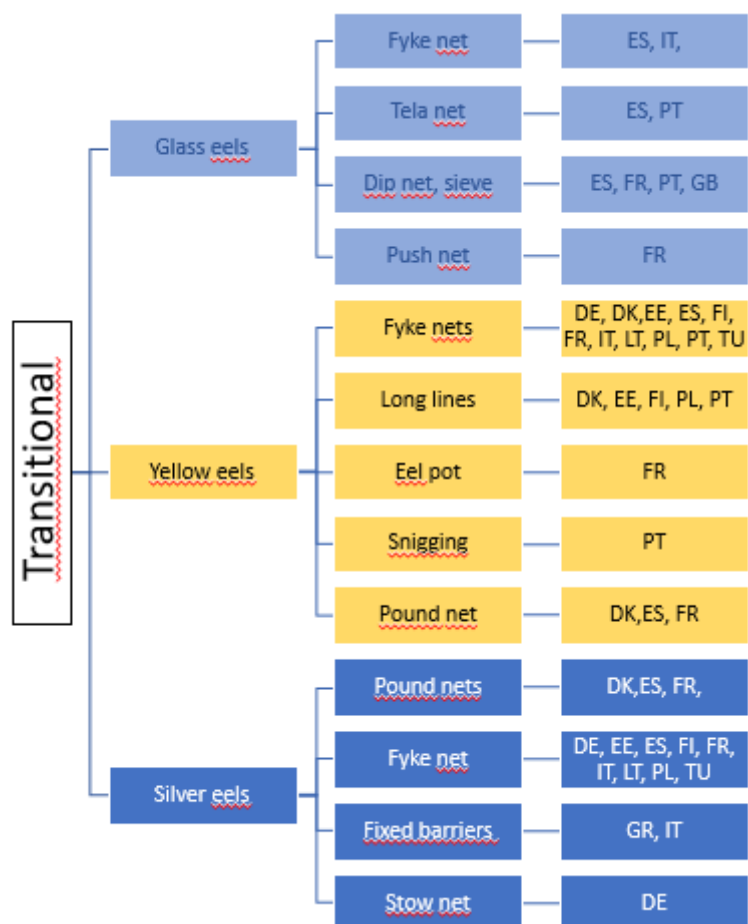 Transitional
Glass eels
Fyke net
ES, IT,
Tela net
ES, PT
Dip net, sieve
ES, FR, PT, GB
Push net
FR
Yellow eels
Fyke nets
DE, DK,EE, ES, FI,
FR, IT, LT, PL, PT, TU
Long lines
DK, EE, FI, PL, PT
Eel pot
FR
Snigging
PT
Pound net
DK,ES, FR
Silver eels
Pound nets
DK,ES, FR,
Fyke net
DE, EE, ES, FI, FR,
IT, LT, PL, TU
Fixed barriers
GR, IT
Stow net
DE